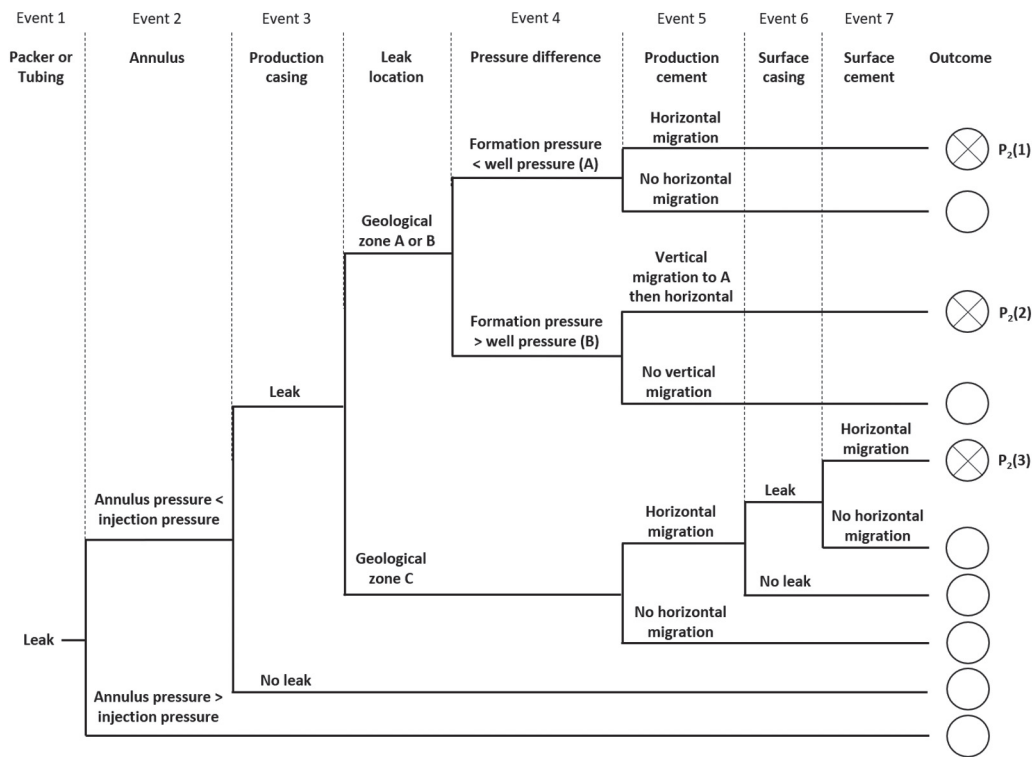 Event 1
Event 2
Event 3
Event 4
Event 5
Event 6
Event 7
Packer or
Tubing
Annulus
Production
casing
Leak
location
Pressure difference
Production
cement
Surface
casing
Surface
cement
Outcome
Horizontal
migration
Formation pressure
< well pressure (A)
P₂(1)
No horizontal
migration
Geological
zone A or B
Vertical
migration to A
then horizontal
P₂(2)
Formation pressure
> well pressure (B)
No vertical
migration
Leak
Horizontal
migration
P₂(3)
Leak
Annulus pressure <
injection pressure
Horizontal
migration
No horizontal
migration
Geological
zone C
No leak
No horizontal
migration
Leak
No leak
Annulus pressure >
injection pressure